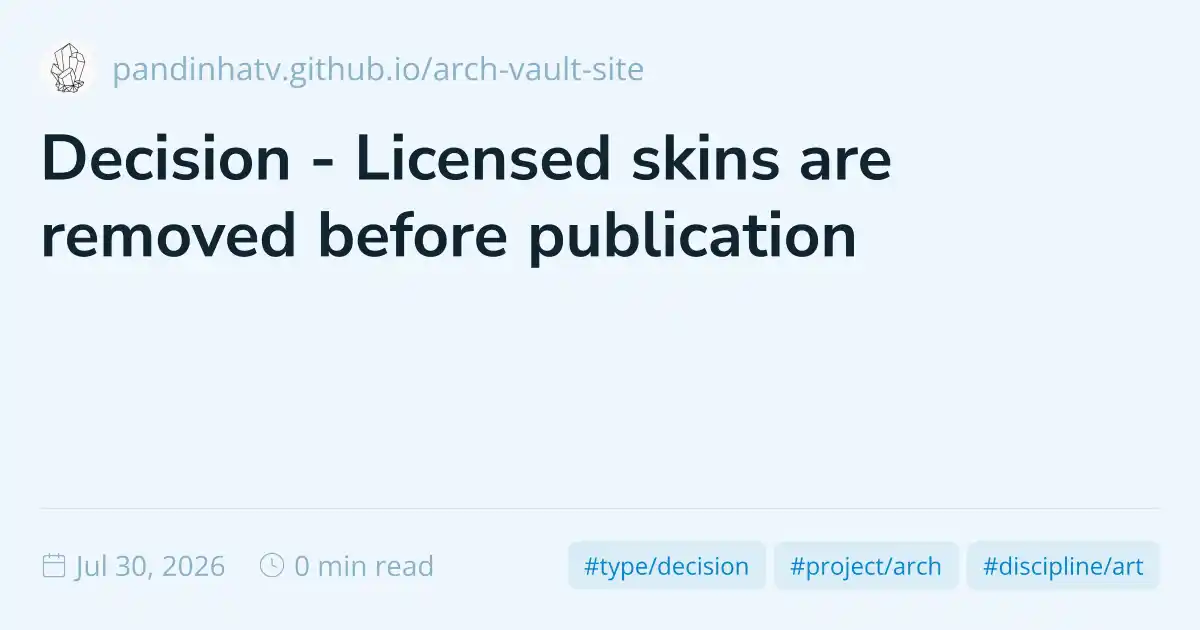 pandinhatv.github.io/arch-vault-site
Decision - Licensed skins are
removed before publication
Jul 30, 2026 0 min read #type/decision #project/arch #discipline/art